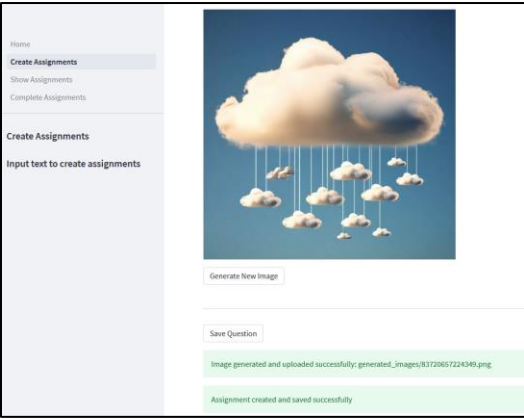 Home
Create Assignments
Show Assignments
Complete Assignments
Create Assignments
Input text to create assignments
Generate New Image
Save Question
Image generated and uploaded successfully: generated_images/83720657224349.png
Assignment created and saved successfully